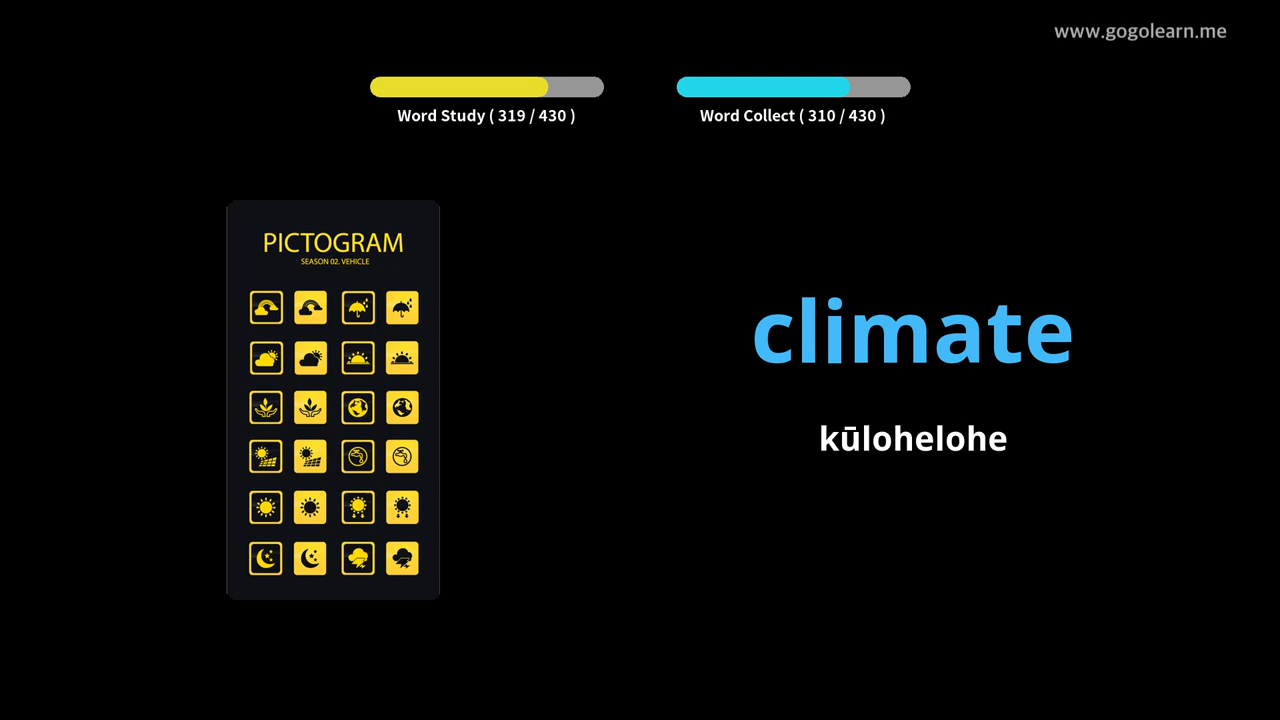 www.gogolearn.me
Word Study ( 319 / 430 )
Word Collect ( 310 / 430 )
PICTOGRAM
SEASON 02. VEHICLE
climate
kūlohelohe